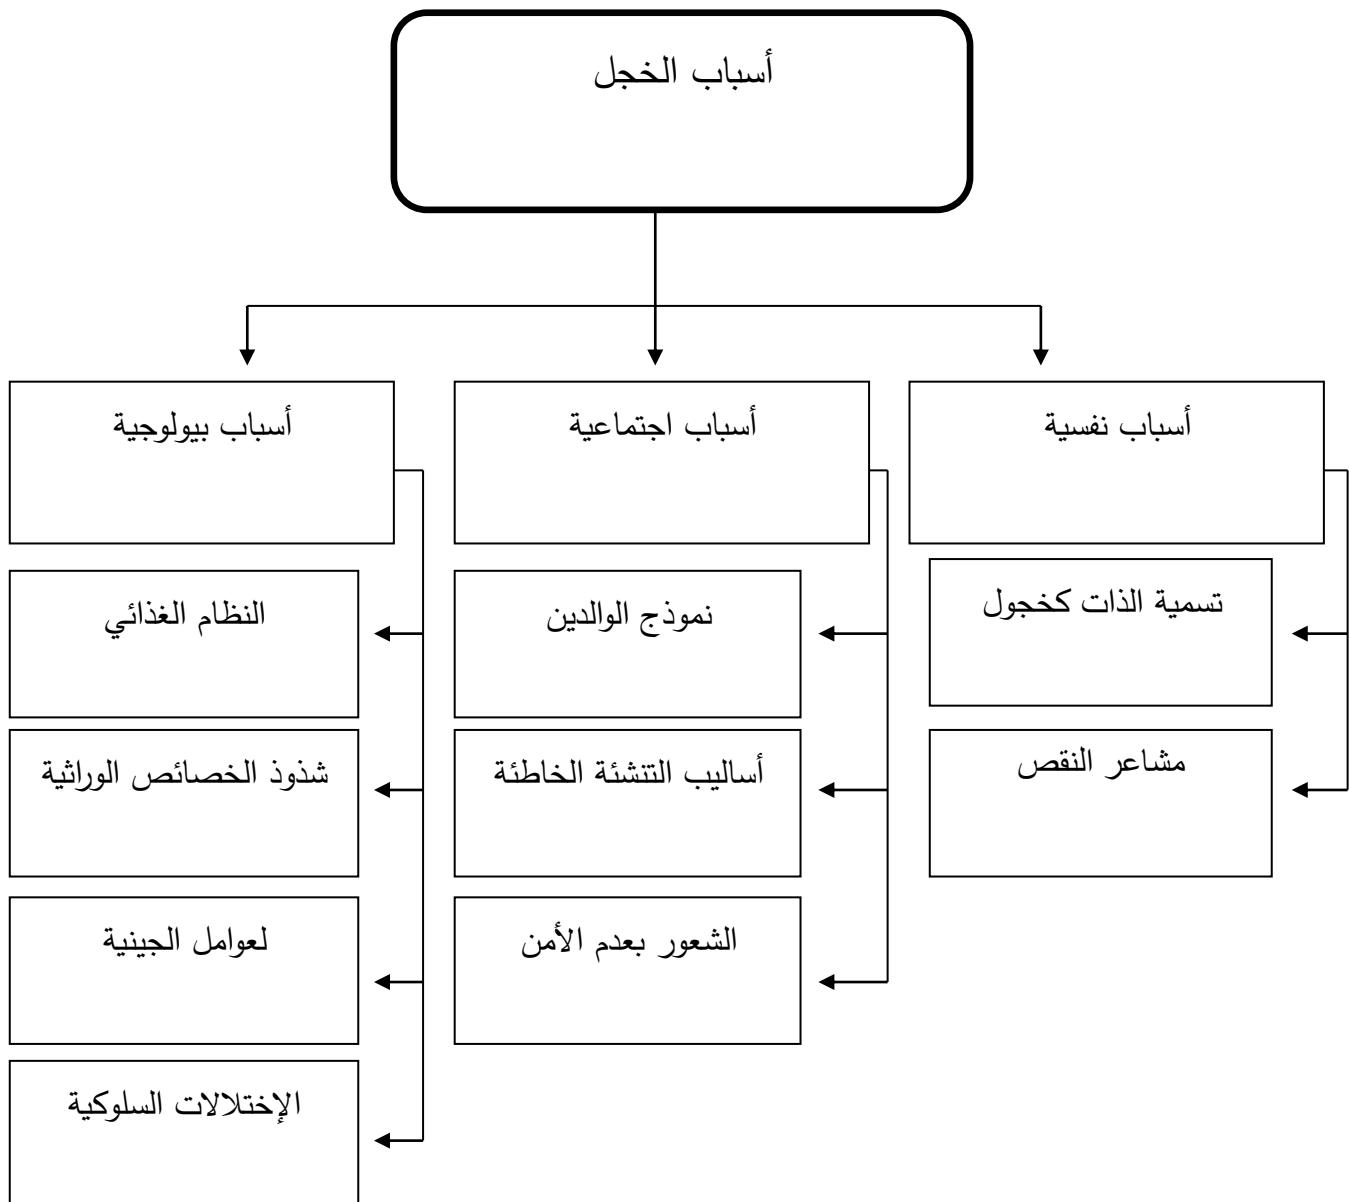 أسباب الخجل
أسباب نفسية
أسباب اجتماعية
أسباب بيولوجية
تسمية الذات كخجول
نموذج الوالدين
النظام الغذائي
مشاعر النقص
أساليب التنشئة الخاطئة
شذوذ الخصائص الوراثية
الشعور بعدم الأمن
لعوامل الجينية
الإختلالات السلوكية